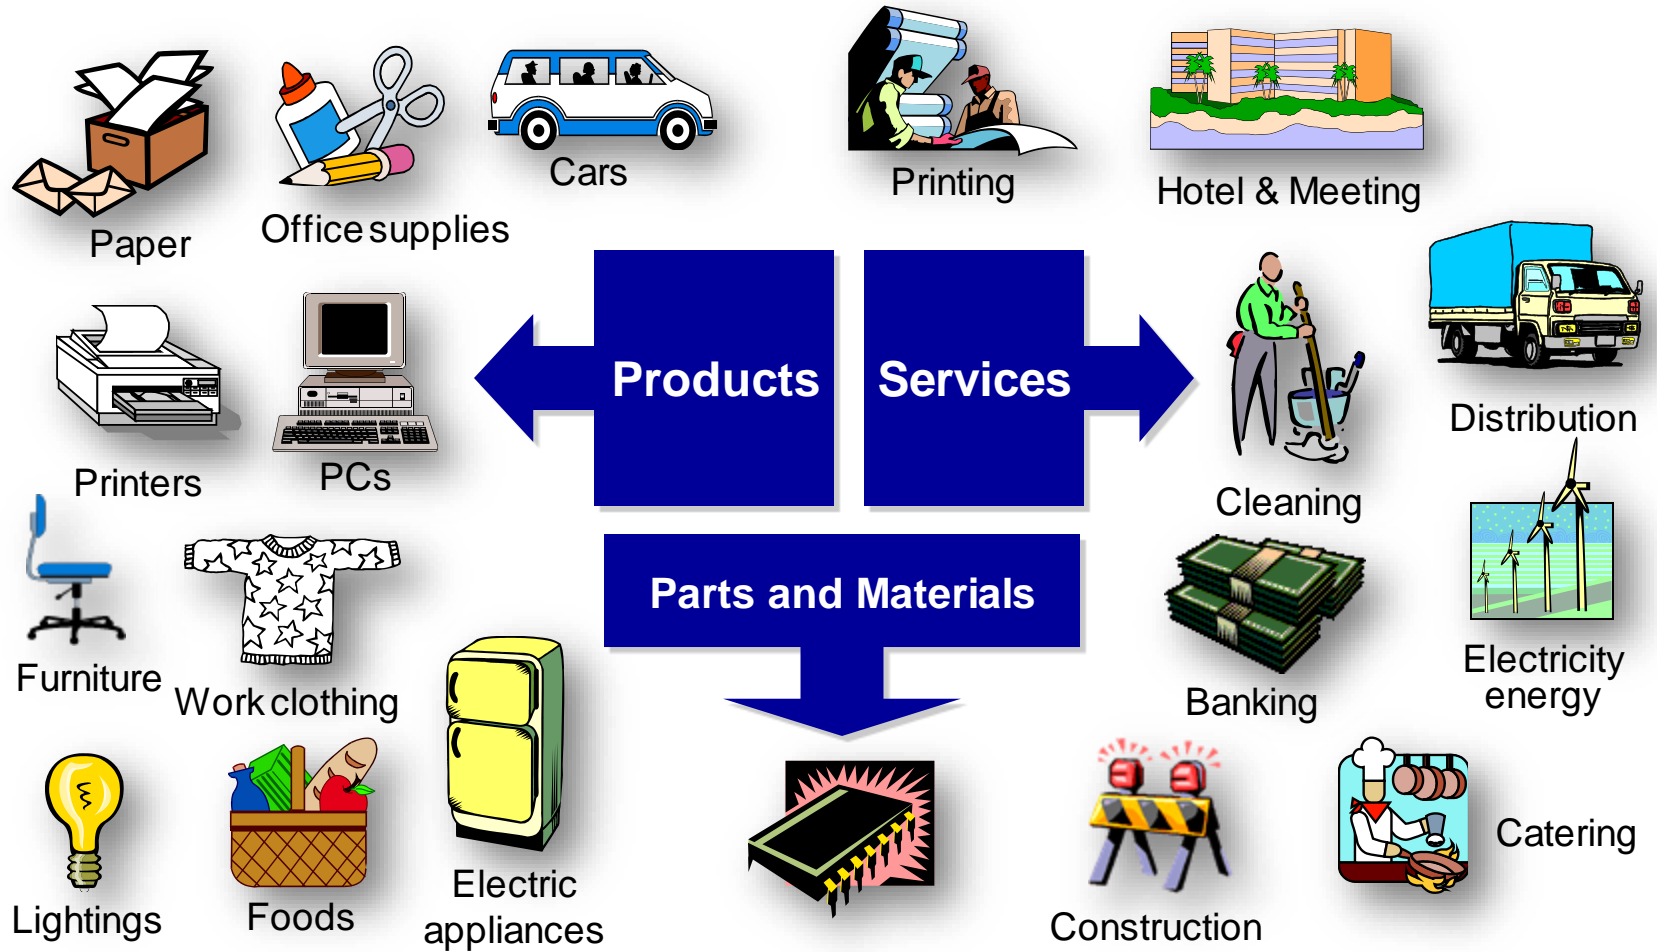 Cars
Printing
Hotel & Meeting
Paper
Office supplies
Products
Services
Printers
PCs
Distribution
Cleaning
Parts and Materials
Furniture
Work clothing
Banking
Electricity
energy
Lightings
Foods
Electric
appliances
Construction
Catering